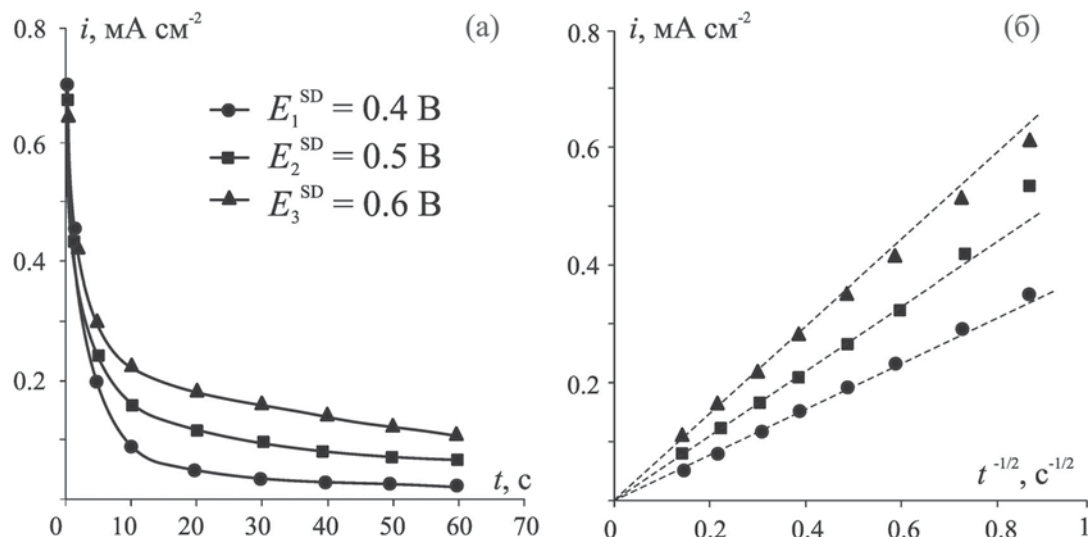 0.8
i, мА см⁻²
(а)
0.6
0.4
0.2
E₁ˢᴰ = 0.4 В
E₂ˢᴰ = 0.5 В
E₃ˢᴰ = 0.6 В
t, с
0 10 20 30 40 50 60 70
0.8
i, мА см⁻²
(б)
0.6
0.4
0.2
t⁻¹/², с⁻¹/²
0 0.2 0.4 0.6 0.8 1